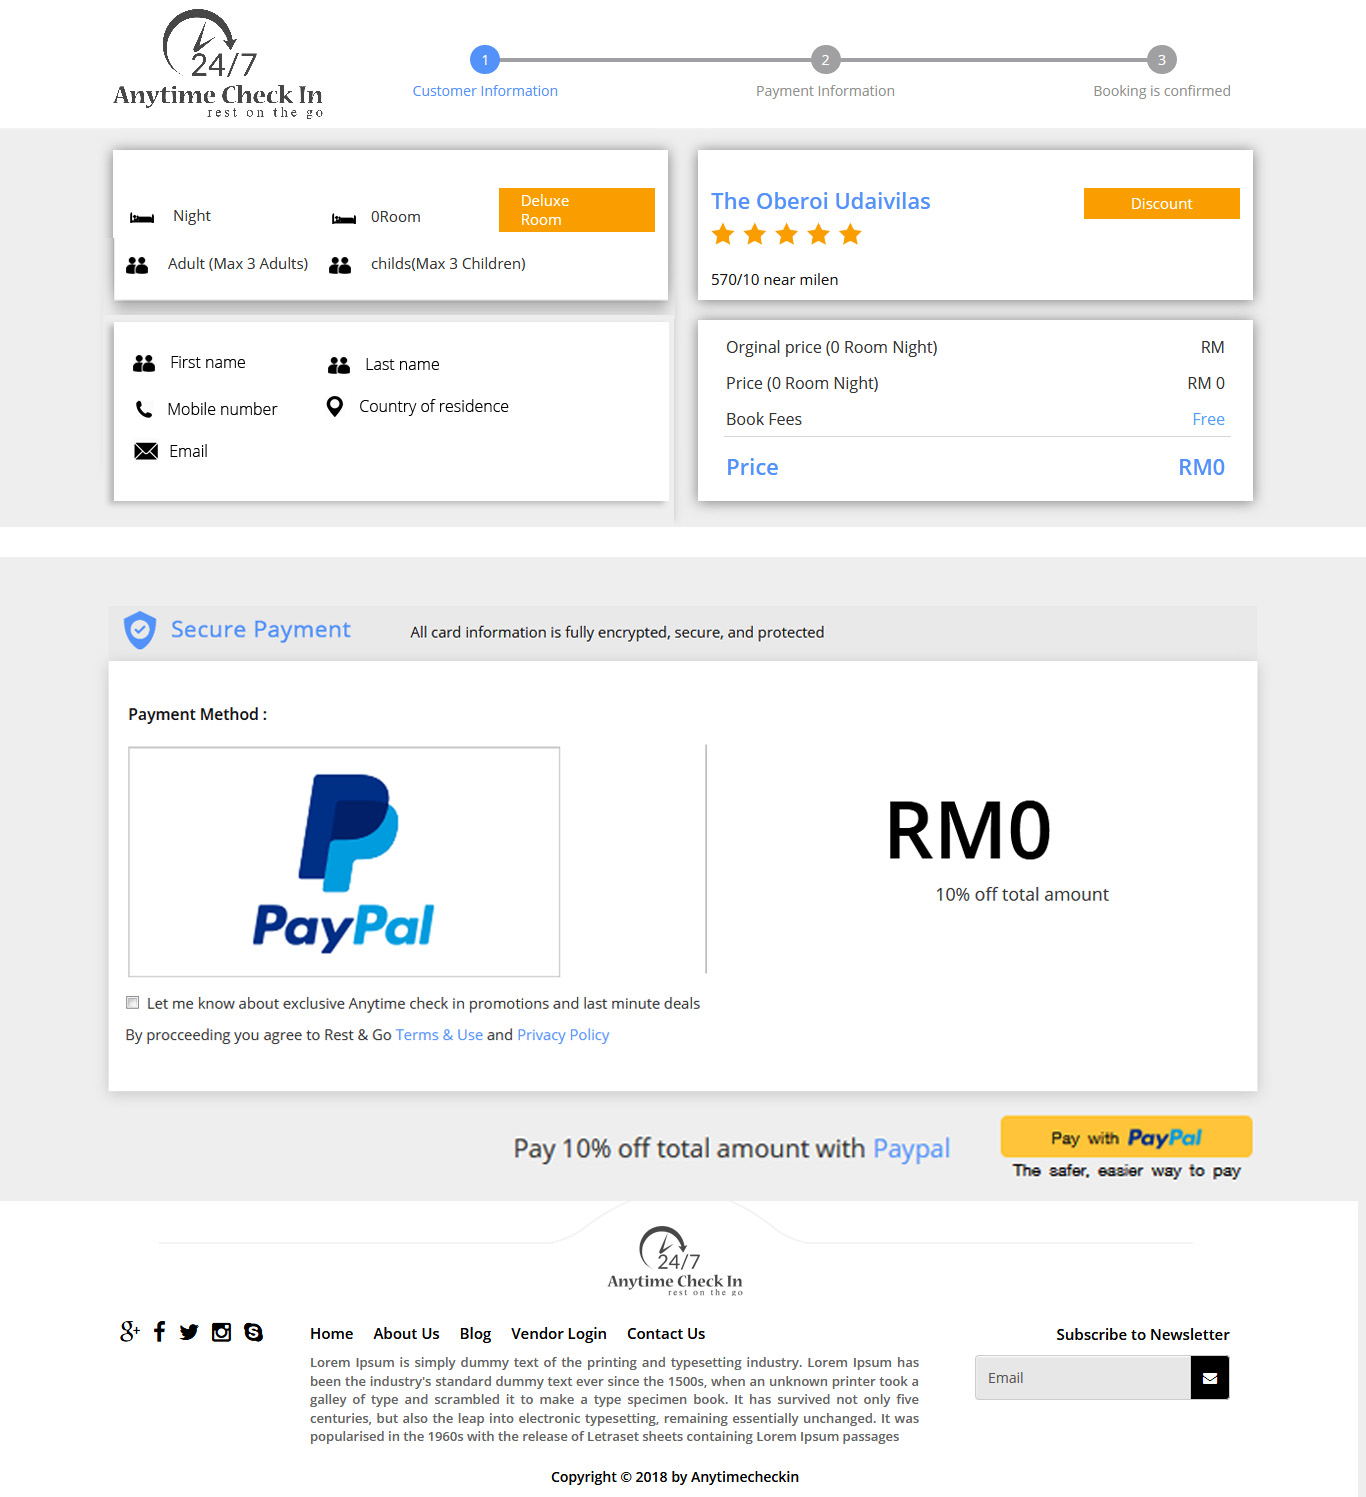 24/7
Anytime Check In
rest on the go
1
2
3
Customer Information
Payment Information
Booking is confirmed
Night
0Room
Deluxe
Room
Adult (Max 3 Adults)
childs(Max 3 Children)
The Oberoi Udaivilas
Discount
570/10 near milen
First name
Last name
Mobile number
Country of residence
Email
Orginal price (0 Room Night)
RM
Price (0 Room Night)
RM 0
Book Fees
Free
Price
RM0
Secure Payment
All card information is fully encrypted, secure, and protected
Payment Method :
PayPal
RM0
10% off total amount
Let me know about exclusive Anytime check in promotions and last minute deals
By procceeding you agree to Rest & Go Terms & Use and Privacy Policy
Pay 10% off total amount with Paypal
Pay with PayPal
The safer, easier way to pay
24/7
Anytime Check In
rest on the go
Home
About Us
Blog
Vendor Login
Contact Us
Lorem Ipsum is simply dummy text of the printing and typesetting industry. Lorem Ipsum has
been the industry's standard dummy text ever since the 1500s, when an unknown printer took a
galley of type and scrambled it to make a type specimen book. It has survived not only five
centuries, but also the leap into electronic typesetting, remaining essentially unchanged. It was
popularised in the 1960s with the release of Letraset sheets containing Lorem Ipsum passages
Subscribe to Newsletter
Email
Copyright © 2018 by Anytimecheckin